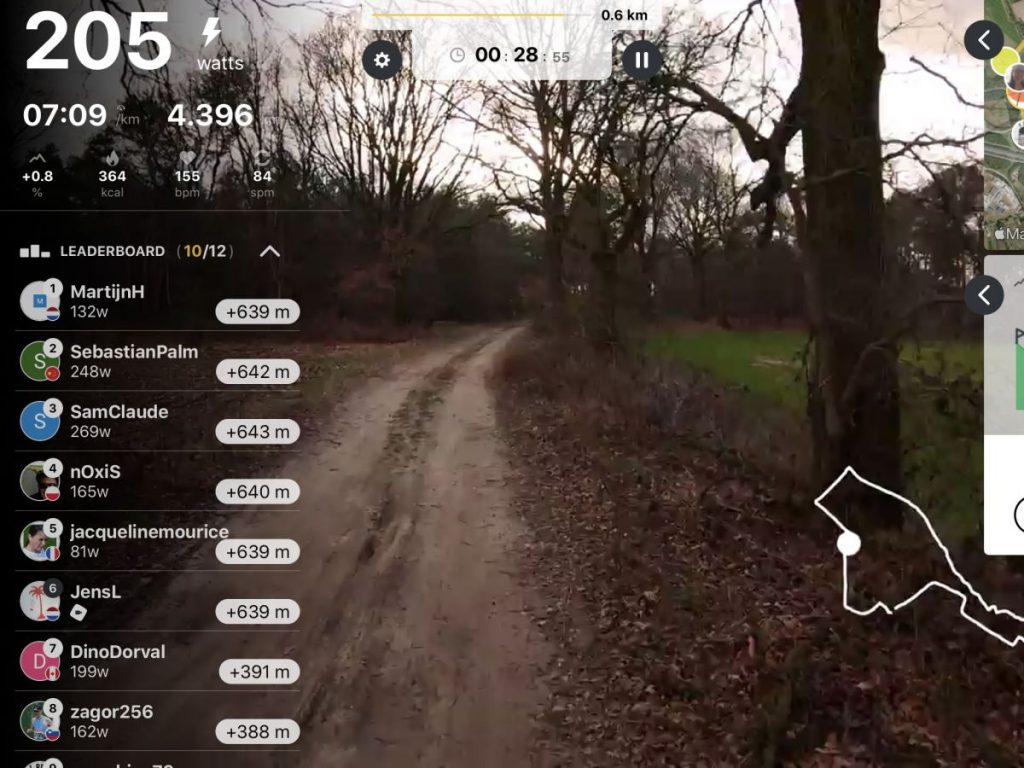 205
watts
0.6 km
00 : 28 : 55
07:09 /km
4.396
+0.8
%
364
kcal
155
bpm
84
spm
LEADERBOARD (10/12)
1
MartijnH
M
132w
+639 m
2
SebastianPalm
S
248w
+642 m
3
SamClaude
S
269w
+643 m
4
nOxiS
165w
+640 m
5
jacquelinemourice
81w
+639 m
6
JensL
+639 m
7
DinoDorval
D
199w
+391 m
8
zagor256
162w
+388 m
Ma